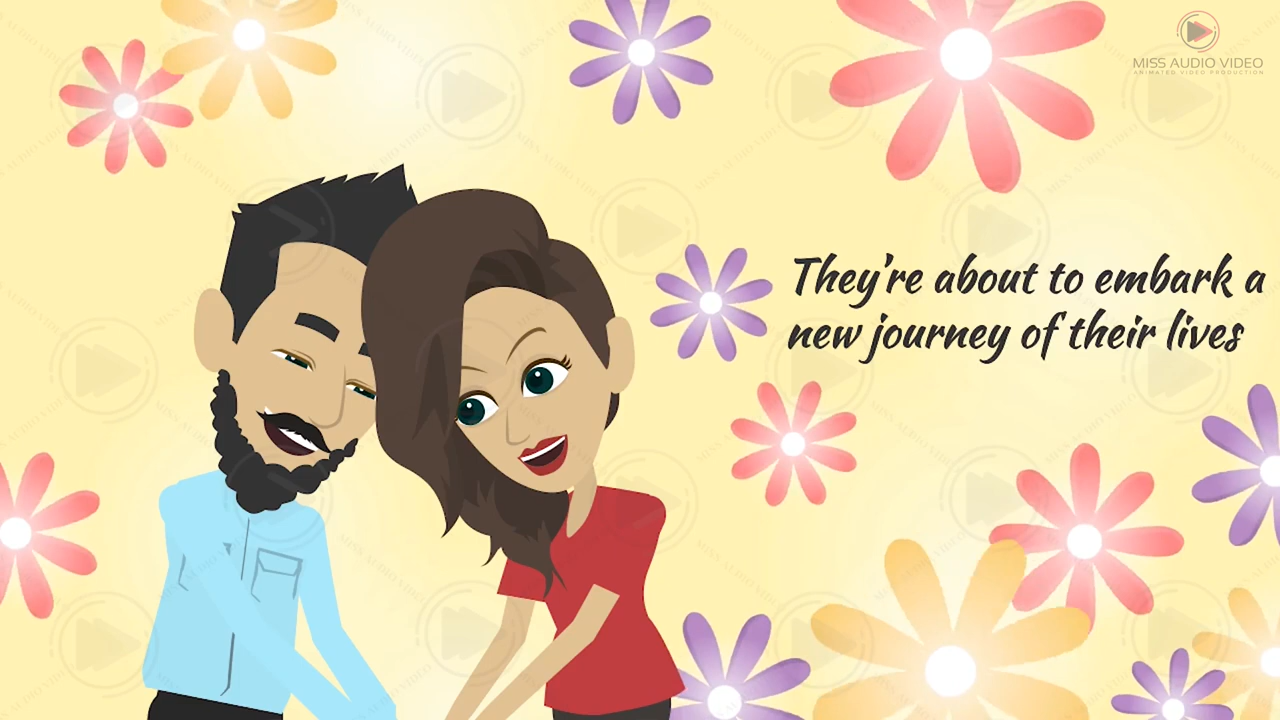 MISS AUDIO VIDEO
ANIMATED VIDEO PRODUCTION
They're about to embark a
new journey of their lives